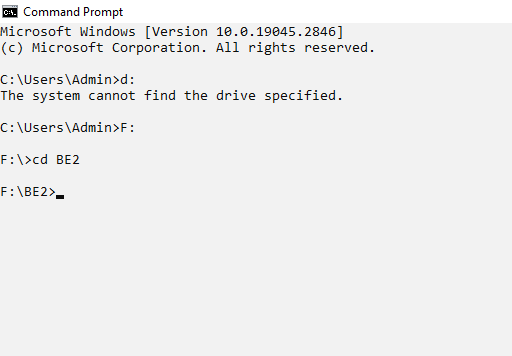 Command Prompt
Microsoft Windows [Version 10.0.19045.2846]
(c) Microsoft Corporation. All rights reserved.
C:\Users\Admin>d:
The system cannot find the drive specified.
C:\Users\Admin>F:
F:\>cd BE2
F:\BE2>